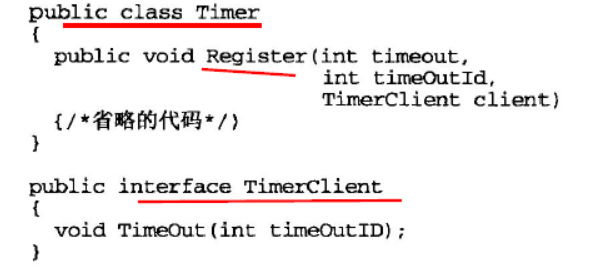 public class Timer
{
public void Register(int timeout,
int timeOutId,
TimerClient client)
{/*省略的代码*/}
}
public interface TimerClient
{
void TimeOut(int timeOutID);
}